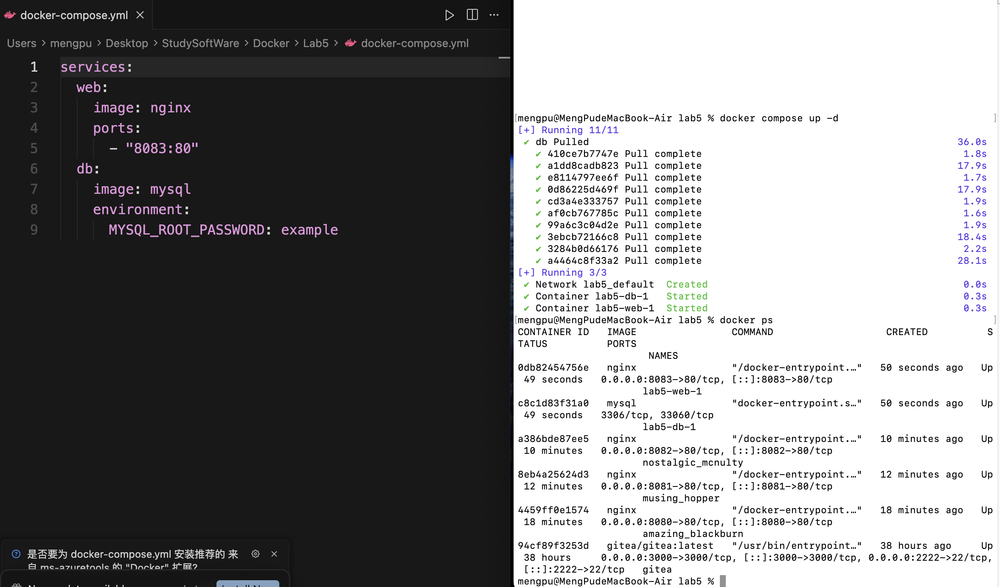 docker-compose.yml
Users > mengpu > Desktop > StudySoftWare > Docker > Lab5 > docker-compose.yml
1 services:
2   web:
3     image: nginx
4     ports:
5       - "8083:80"
6   db:
7     image: mysql
8     environment:
9       MYSQL_ROOT_PASSWORD: example
是否要为 docker-compose.yml 安装推荐的 来
自 ms-azuretools 的 "Docker" 扩展?
[mengpu@MengPudeMacBook-Air lab5 % docker compose up -d ]
[+] Running 11/11
✔ db Pulled 36.0s
✔ 410ce7b7747e Pull complete 1.8s
✔ a1dd8cadb823 Pull complete 17.9s
✔ e8114797ee6f Pull complete 1.7s
✔ 0d86225d469f Pull complete 17.9s
✔ cd3a4e333757 Pull complete 1.9s
✔ af0cb767785c Pull complete 1.6s
✔ 99a6c3c04d2e Pull complete 1.9s
✔ 3ebcb72166c8 Pull complete 18.4s
✔ 3284b0d66176 Pull complete 2.2s
✔ a4464c8f33a2 Pull complete 28.1s
[+] Running 3/3
✔ Network lab5_default Created 0.0s
✔ Container lab5-db-1 Started 0.3s
✔ Container lab5-web-1 Started 0.3s
[mengpu@MengPudeMacBook-Air lab5 % docker ps ]
CONTAINER ID IMAGE COMMAND CREATED S
TATUS PORTS
NAMES
0db82454756e nginx "/docker-entrypoint.…" 50 seconds ago Up
49 seconds 0.0.0.0:8083->80/tcp, [::]:8083->80/tcp
lab5-web-1
c8c1d83f31a0 mysql "docker-entrypoint.s…" 50 seconds ago Up
49 seconds 3306/tcp, 33060/tcp
lab5-db-1
a386bde87ee5 nginx "/docker-entrypoint.…" 10 minutes ago Up
10 minutes 0.0.0.0:8082->80/tcp, [::]:8082->80/tcp
nostalgic_mcnulty
8eb4a25624d3 nginx "/docker-entrypoint.…" 12 minutes ago Up
12 minutes 0.0.0.0:8081->80/tcp, [::]:8081->80/tcp
musing_hopper
4459ff0e1574 nginx "/docker-entrypoint.…" 18 minutes ago Up
18 minutes 0.0.0.0:8080->80/tcp, [::]:8080->80/tcp
amazing_blackburn
94cf89f3253d gitea/gitea:latest "/usr/bin/entrypoint…" 38 hours ago Up
38 hours 0.0.0.0:3000->3000/tcp, [::]:3000->3000/tcp, 0.0.0.0:2222->22/tcp,
[::]:2222->22/tcp gitea
mengpu@MengPudeMacBook-Air lab5 %